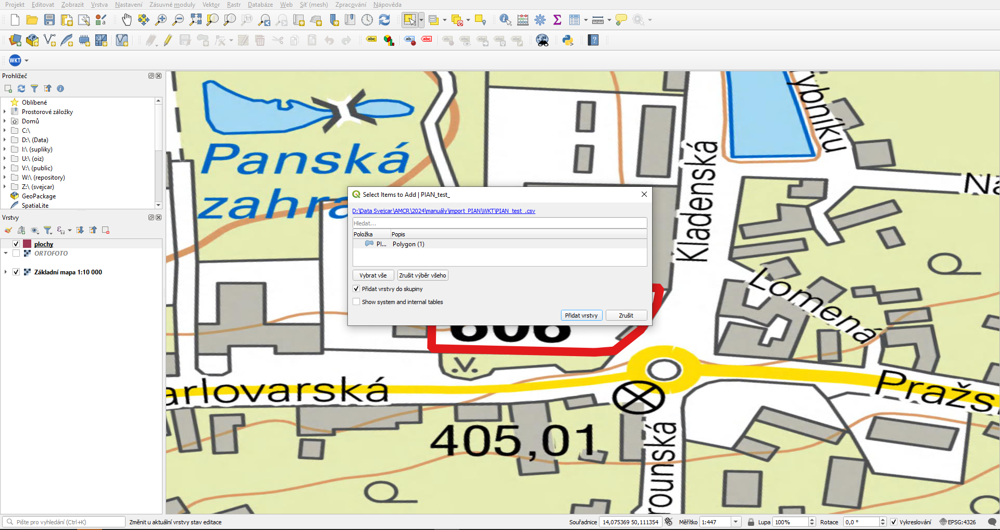 Projekt Editovat Zobrazit Vrstva Nastavení Zásuvné moduly Vektor Rastr Databáze Web Síť (mesh) Zpracování Nápověda
WKT
Prohlížeč
Oblíbené
Prostorové záložky
Domů
C:\
D:\ (Data)
I:\ (supliky)
U:\ (oiz)
V:\ (public)
W:\ (repository)
Z:\ (svejcar)
GeoPackage
SpatiaLite
Vrstvy
plochy
ORTOFOTO
Základní mapa 1:10 000
Panská
zahra
Kladenská
Lomená
arlovarská
Pražs
405,01
rounská
Select Items to Add | PIAN_test_
D:\Data Svejcar\AMCR\2024\manuály\import_PIAN\WKT\PIAN_test_.csv
Hledat...
Položka Popis
PI... Polygon (1)
Vybrat vše Zrušit výběr všeho
Přidat vrstvy do skupiny
Show system and internal tables
Přidat vrstvy Zrušit
Pište pro vyhledání (Ctrl+K) Změnit u aktuální vrstvy stav editace Souřadnice 14,075369 50,111354 Měřítko 1:447 Lupa 100% Rotace 0,0 ° Vykreslování EPSG:4326